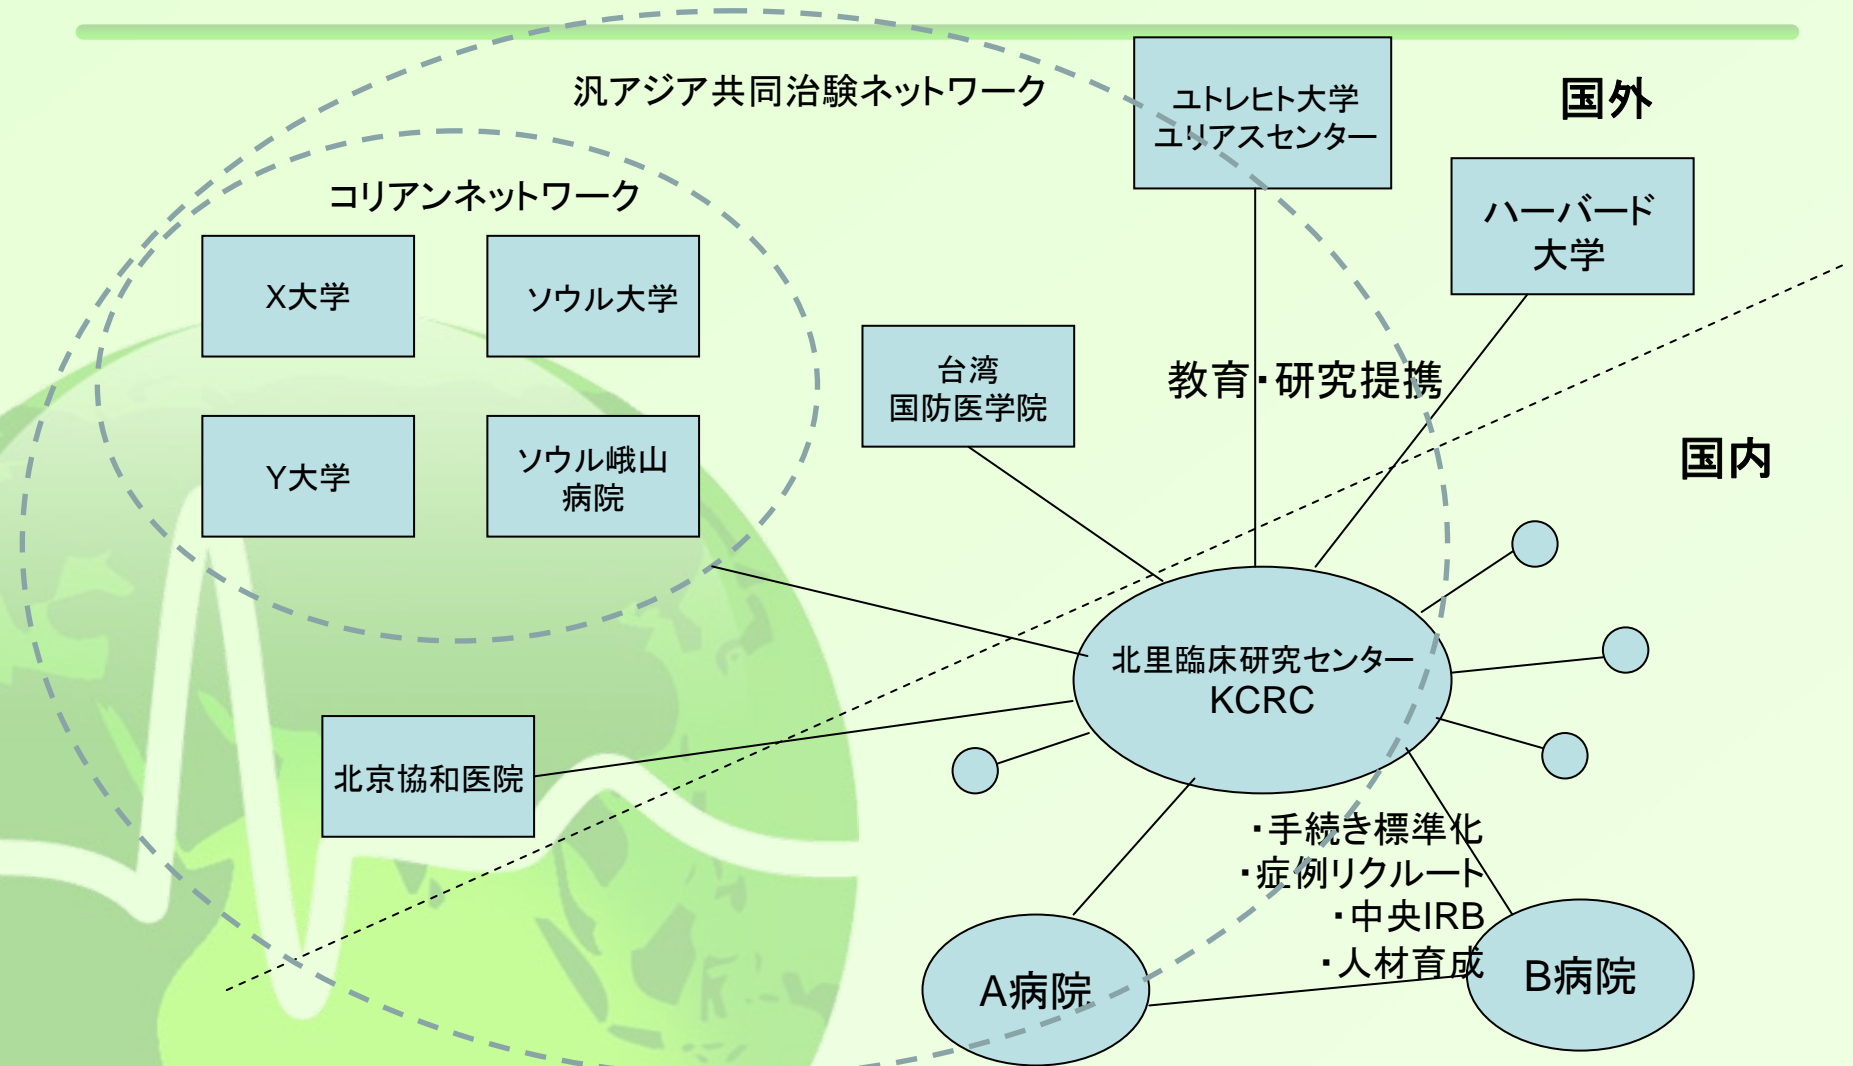 汎アジア共同治験ネットワーク
ユトレヒト大学
ユリアスセンター
国外
コリアンネットワーク
ハーバード
大学
X大学
ソウル大学
台湾
国防医学院
教育・研究提携
国内
Y大学
ソウル峨山
病院
北里臨床研究センター
KCRC
北京協和医院
・手続き標準化
・症例リクルート
・中央IRB
・人材育成
A病院
B病院